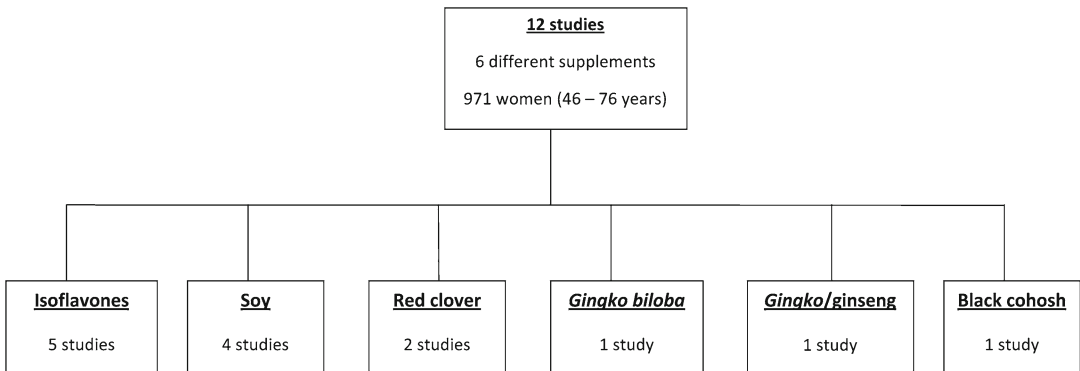 12 studies
6 different supplements
971 women (46 – 76 years)
Isoflavones
5 studies
Soy
4 studies
Red clover
2 studies
Gingko biloba
1 study
Gingko/ginseng
1 study
Black cohosh
1 study